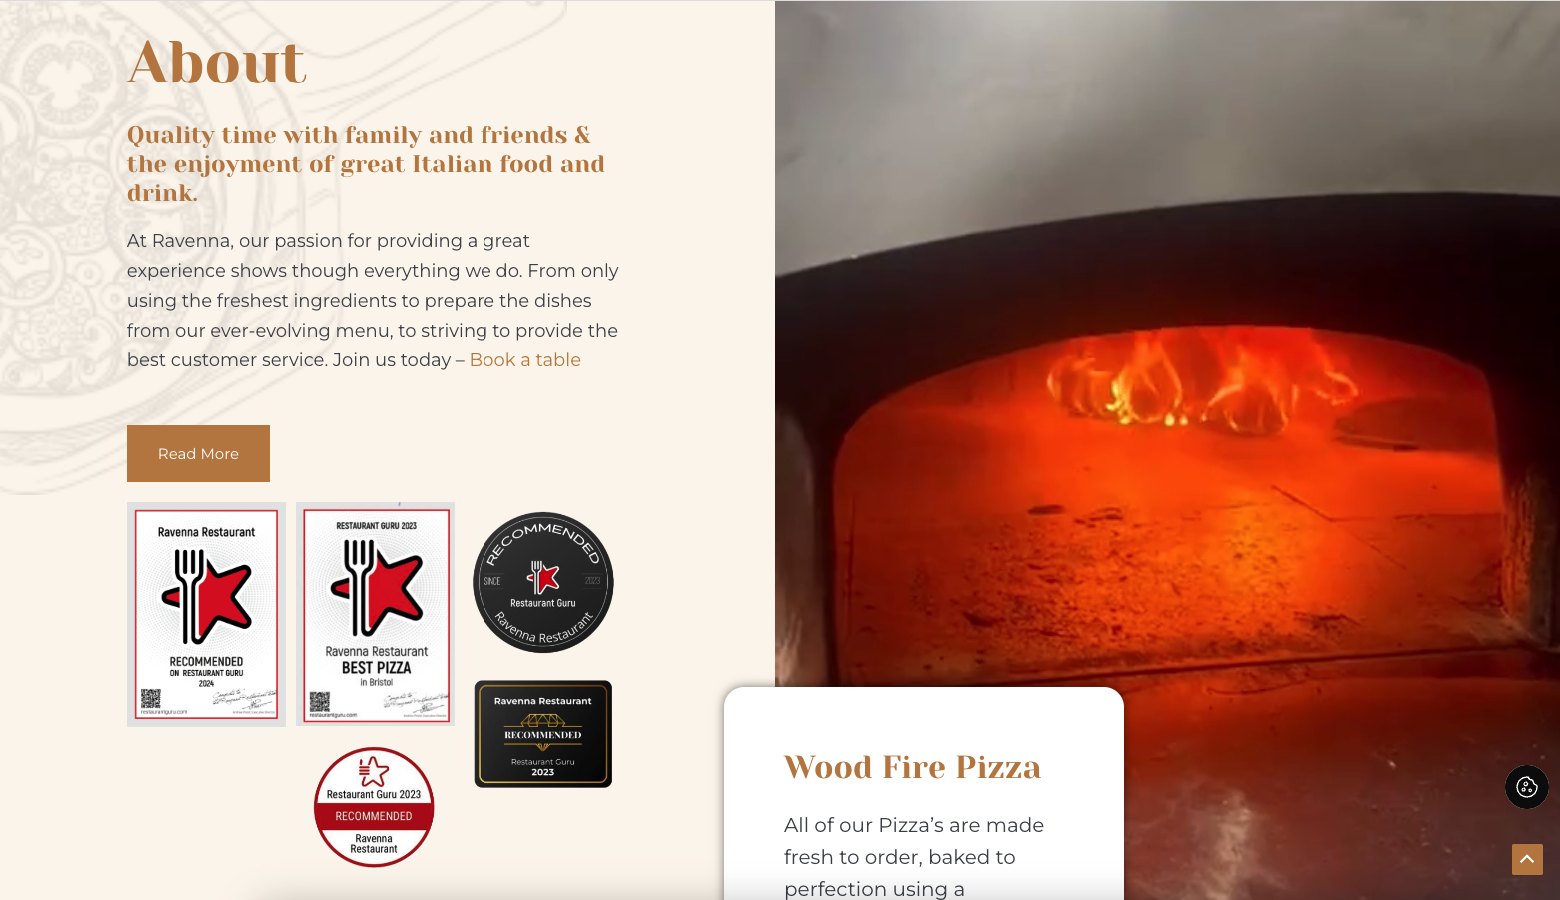 About
Quality time with family and friends &
the enjoyment of great Italian food and
drink.
At Ravenna, our passion for providing a great
experience shows though everything we do. From only
using the freshest ingredients to prepare the dishes
from our ever-evolving menu, to striving to provide the
best customer service. Join us today – Book a table
Read More
Ravenna Restaurant
RECOMMENDED
ON RESTAURANT GURU
2024
restaurantguru.com
RESTAURANT GURU 2023
Ravenna Restaurant
BEST PIZZA
in Bristol
restaurantguru.com
RECOMMENDED
SINCE 2023
Restaurant Guru
Ravenna Restaurant
Ravenna Restaurant
RECOMMENDED
Restaurant Guru
2023
Restaurant Guru 2023
RECOMMENDED
Ravenna
Restaurant
Wood Fire Pizza
All of our Pizza’s are made
fresh to order, baked to
perfection using a